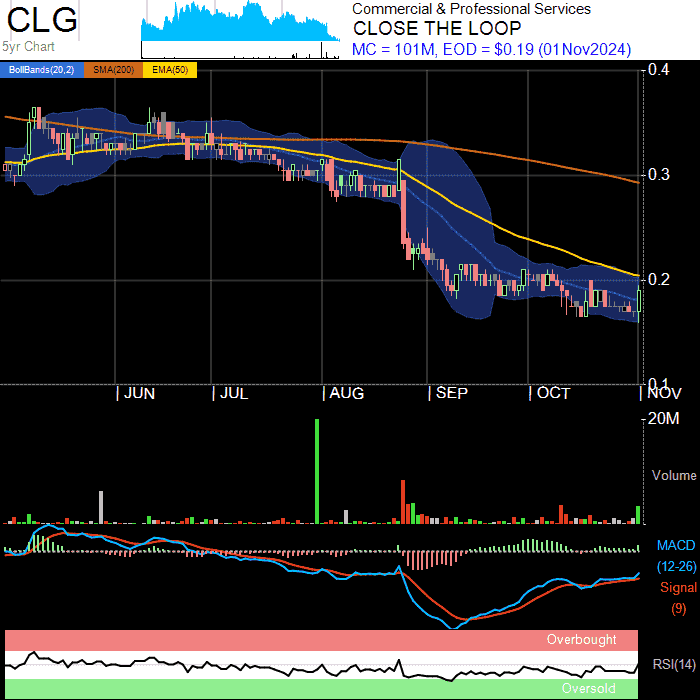 CLG
5yr Chart
Commercial & Professional Services
CLOSE THE LOOP
MC = 101M, EOD = $0.19 (01Nov2024)
BollBands(20,2) SMA(200) EMA(50)
0.4
0.3
0.2
0.1
JUN JUL AUG SEP OCT NOV
20M
Volume
MACD
(12-26)
Signal
(9)
Overbought
RSI(14)
Oversold